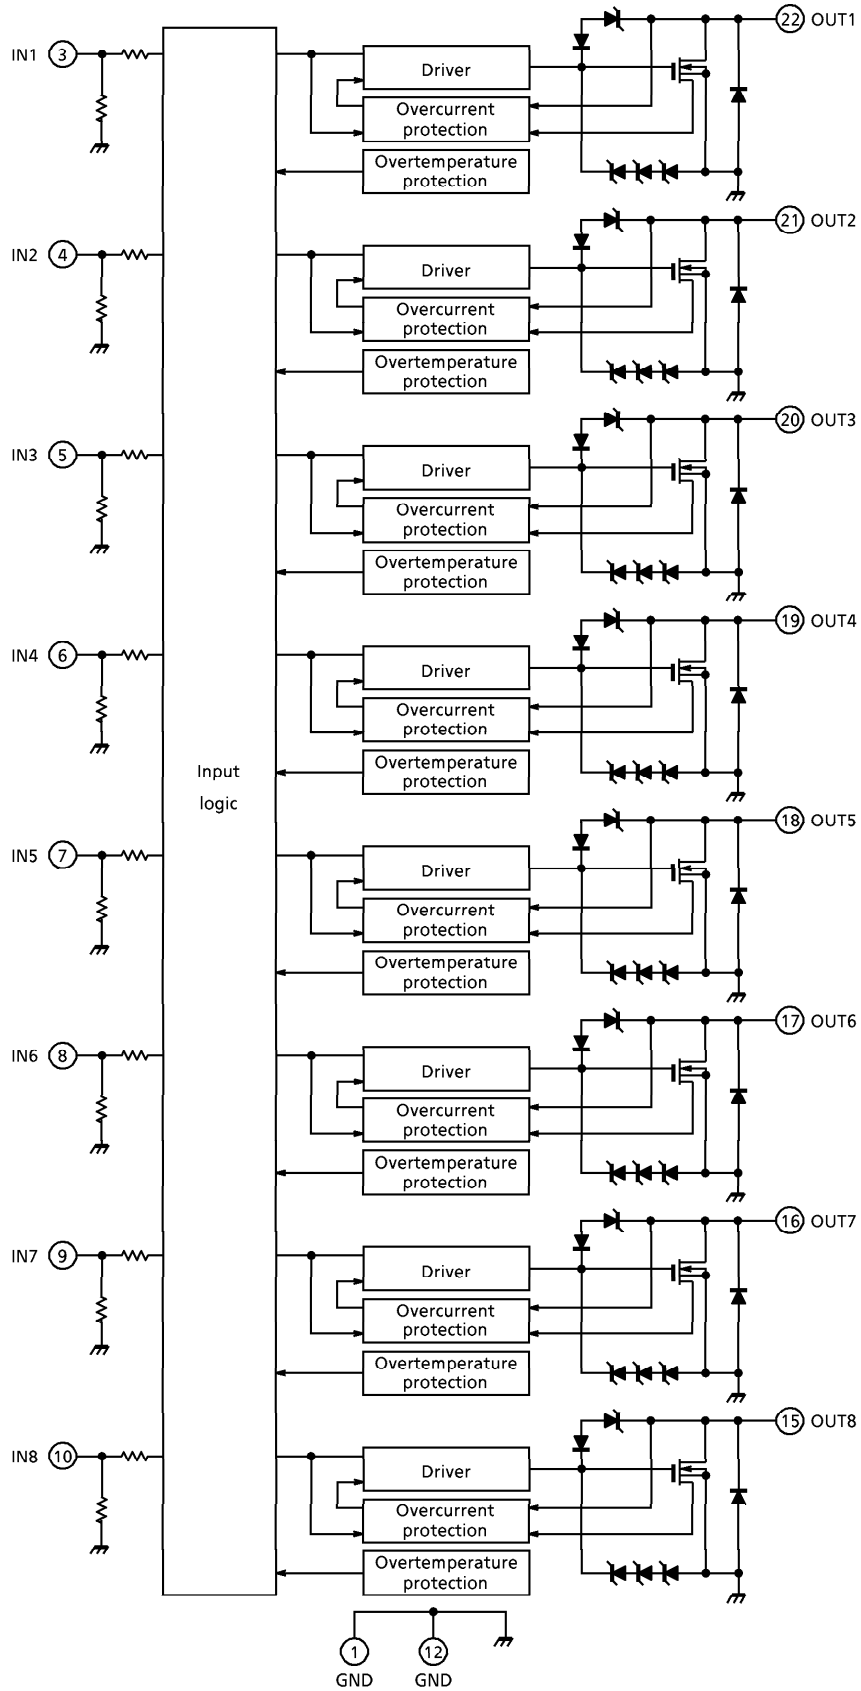 IN1 3 Driver 22 OUT1
Overcurrent
protection
Overtemperature
protection
IN2 4 Driver 21 OUT2
Overcurrent
protection
Overtemperature
protection
IN3 5 Driver 20 OUT3
Overcurrent
protection
Overtemperature
protection
IN4 6 Driver 19 OUT4
Overcurrent
protection
Overtemperature
protection
Input
logic
IN5 7 Driver 18 OUT5
Overcurrent
protection
Overtemperature
protection
IN6 8 Driver 17 OUT6
Overcurrent
protection
Overtemperature
protection
IN7 9 Driver 16 OUT7
Overcurrent
protection
Overtemperature
protection
IN8 10 Driver 15 OUT8
Overcurrent
protection
Overtemperature
protection
1 12
GND GND